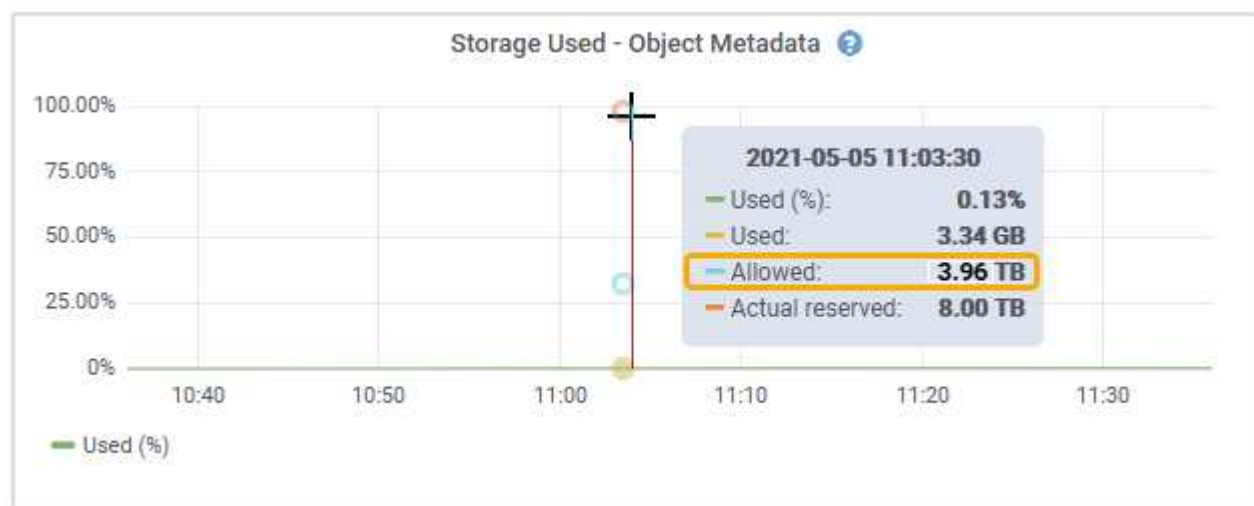 Storage Used - Object Metadata ?
100.00%
75.00%
50.00%
25.00%
0%
10:40 10:50 11:00 11:10 11:20 11:30
2021-05-05 11:03:30
Used (%): 0.13%
Used: 3.34 GB
Allowed: 3.96 TB
Actual reserved: 8.00 TB
Used (%)